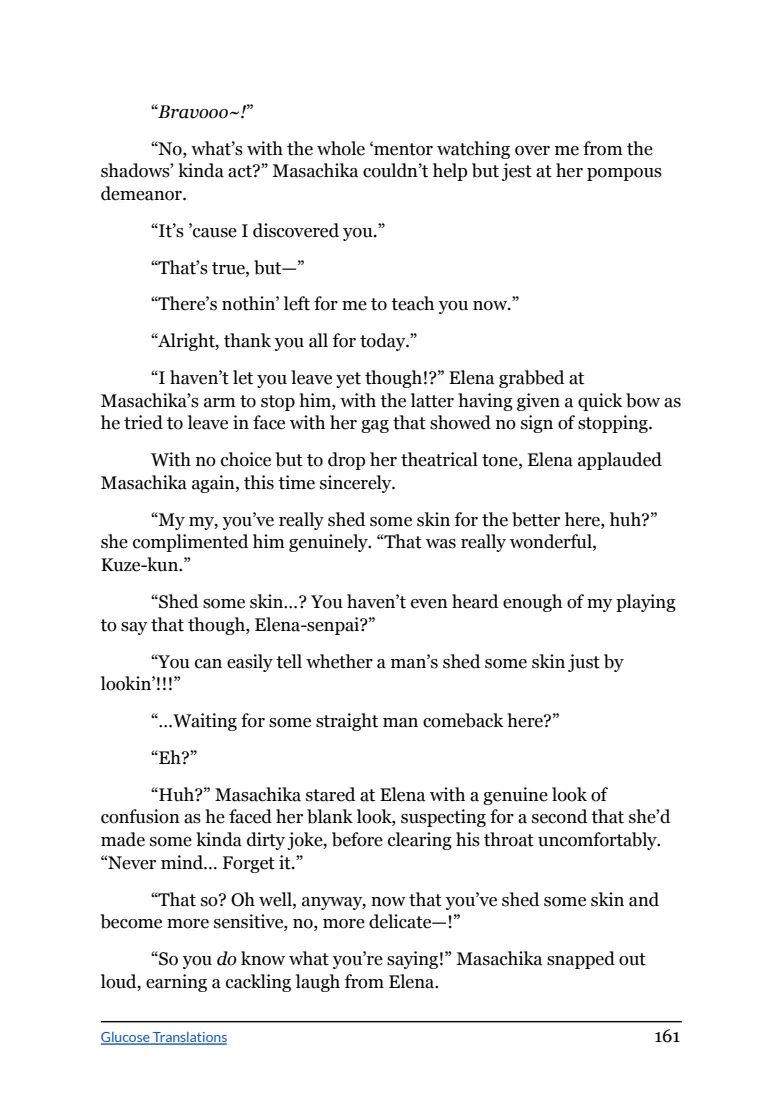 “Bravooo~!”
“No, what’s with the whole ‘mentor watching over me from the
shadows’ kinda act?” Masachika couldn’t help but jest at her pompous
demeanor.
“It’s ’cause I discovered you.”
“That’s true, but—”
“There’s nothin’ left for me to teach you now.”
“Alright, thank you all for today.”
“I haven’t let you leave yet though!?” Elena grabbed at
Masachika’s arm to stop him, with the latter having given a quick bow as
he tried to leave in face with her gag that showed no sign of stopping.
With no choice but to drop her theatrical tone, Elena applauded
Masachika again, this time sincerely.
“My my, you’ve really shed some skin for the better here, huh?”
she complimented him genuinely. “That was really wonderful,
Kuze-kun.”
“Shed some skin…? You haven’t even heard enough of my playing
to say that though, Elena-senpai?”
“You can easily tell whether a man’s shed some skin just by
lookin’!!!”
“…Waiting for some straight man comeback here?”
“Eh?”
“Huh?” Masachika stared at Elena with a genuine look of
confusion as he faced her blank look, suspecting for a second that she’d
made some kinda dirty joke, before clearing his throat uncomfortably.
“Never mind… Forget it.”
“That so? Oh well, anyway, now that you’ve shed some skin and
become more sensitive, no, more delicate—!”
“So you do know what you’re saying!” Masachika snapped out
loud, earning a cackling laugh from Elena.
Glucose Translations 161